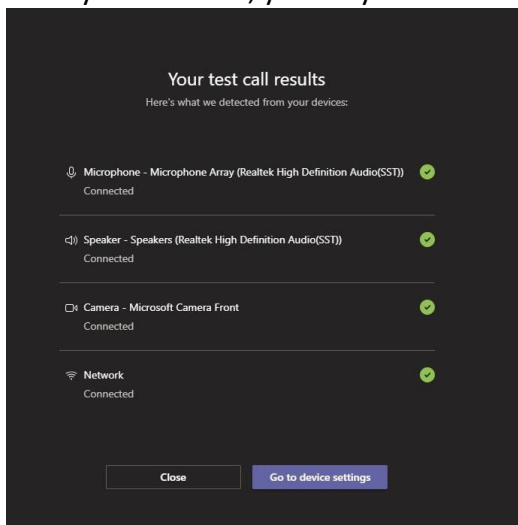 Your test call results
Here's what we detected from your devices:
Microphone - Microphone Array (Realtek High Definition Audio(SST))
Connected
Speaker - Speakers (Realtek High Definition Audio(SST))
Connected
Camera - Microsoft Camera Front
Connected
Network
Connected
Close Go to device settings